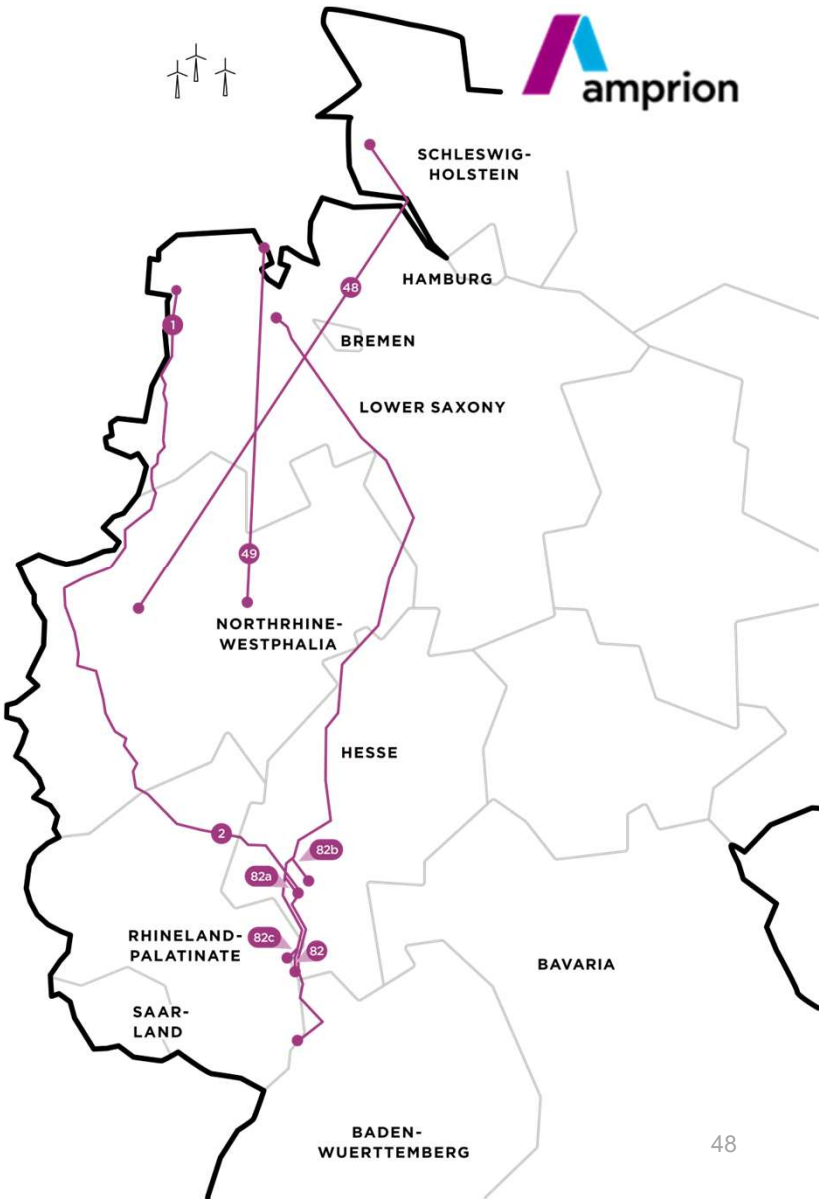 amprion
SCHLESWIG-
HOLSTEIN
HAMBURG
48
1
BREMEN
LOWER SAXONY
49
NORTHRHINE-
WESTPHALIA
HESSE
2
82b
82a
RHINELAND-
PALATINATE
82c
82
BAVARIA
SAAR-
LAND
BADEN-
WUERTTEMBERG
48